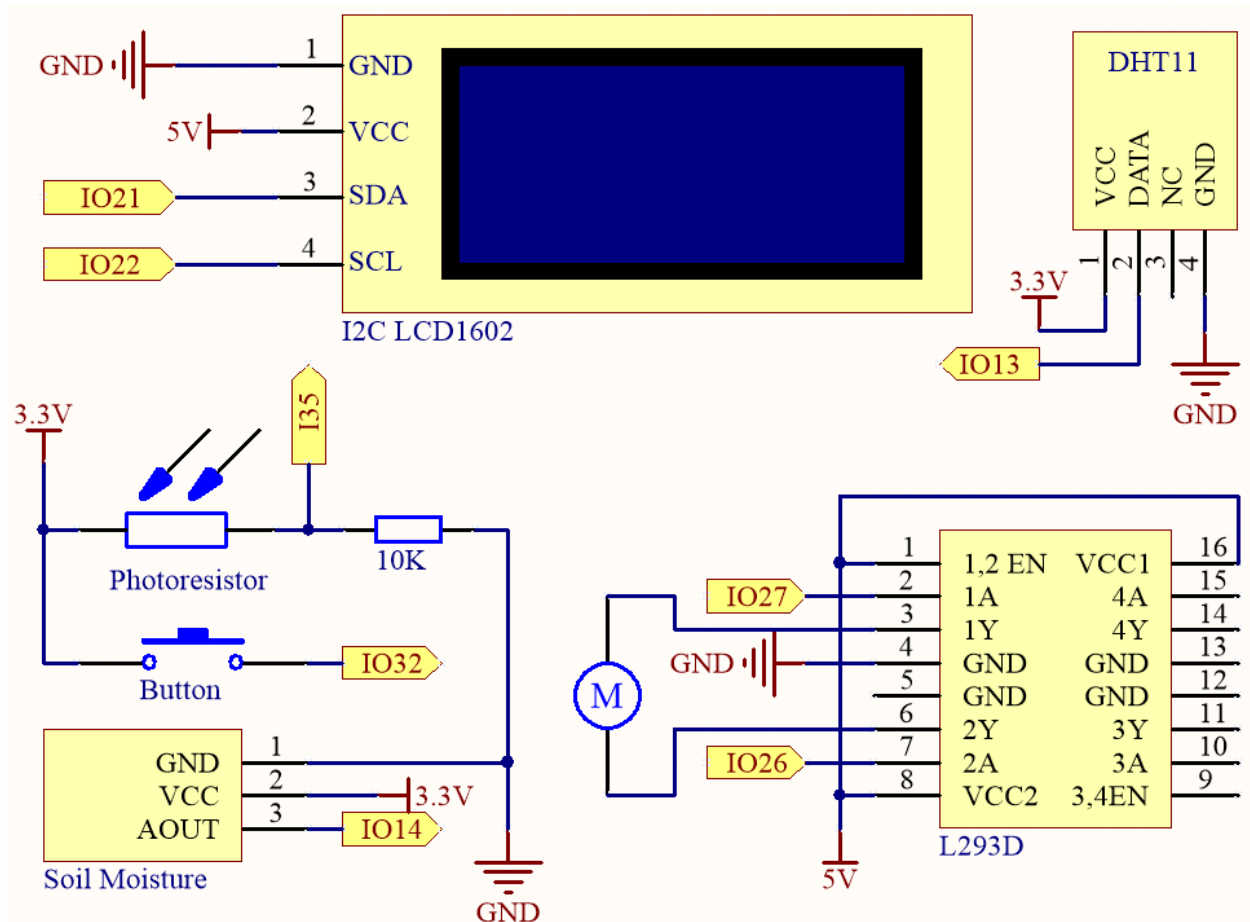 1
GND
GND
2
5V
VCC
IO21
3
SDA
IO22
4
SCL
I2C LCD1602
DHT11
VCC
DATA
NC
GND
1
2
3
4
3.3V
IO13
GND
3.3V
I35
10K
Photoresistor
IO32
Button
GND
1
VCC
2
3.3V
AOUT
3
IO14
Soil Moisture
GND
M
1
1,2 EN
VCC1
16
IO27
2
1A
4A
15
3
1Y
4Y
14
GND
4
GND
GND
13
5
GND
GND
12
6
2Y
3Y
11
IO26
7
2A
3A
10
8
VCC2
3,4EN
9
L293D
5V